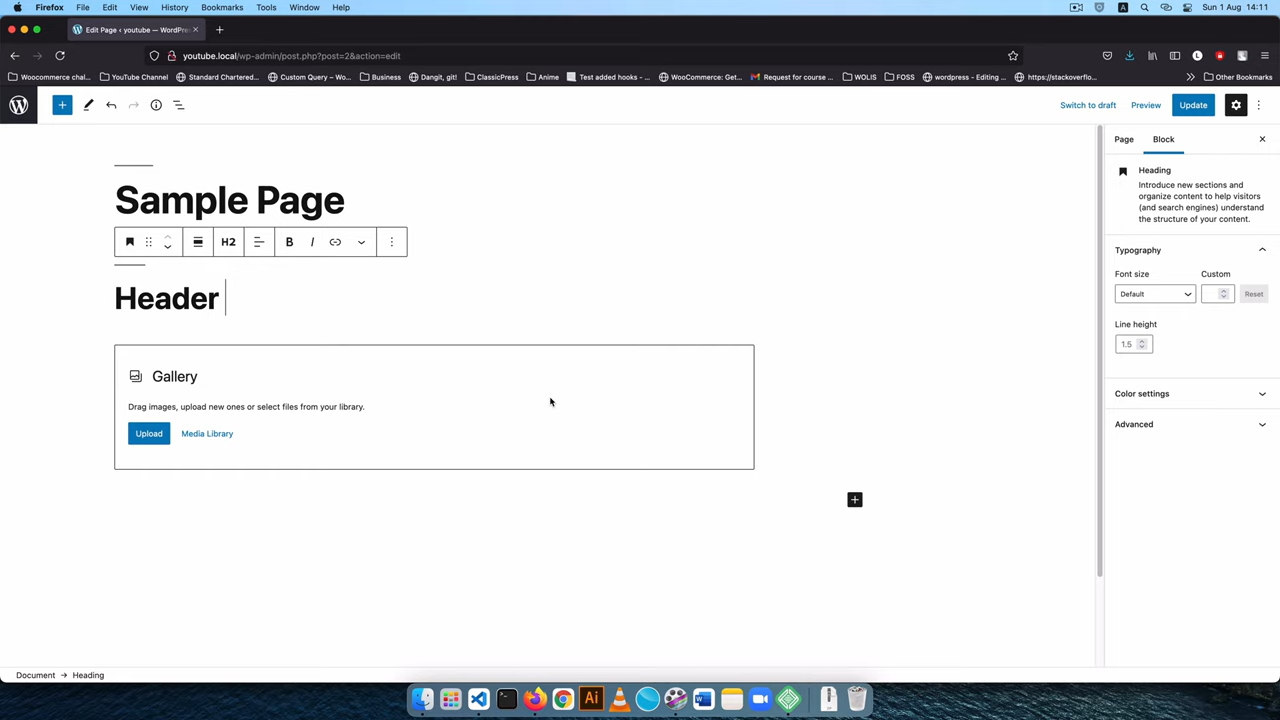 Firefox File Edit View History Bookmarks Tools Window Help Sun 1 Aug 14:11
Edit Page ‹ youtube — WordPre
youtube.local/wp-admin/post.php?post=2&action=edit
Woocommerce chal... YouTube Channel Standard Chartered... Custom Query – Wo... Business Dangit, git! ClassicPress Anime Test added hooks - ... WooCommerce: Get... Request for course ... WOLIS FOSS wordpress - Editing ... https://stackoverflo... Other Bookmarks
Switch to draft Preview Update
Page Block
Heading
Introduce new sections and
organize content to help visitors
(and search engines) understand
the structure of your content.
Sample Page
H2 B I
Typography
Font size Custom
Default Reset
Header
Line height
1.5
Gallery
Color settings
Drag images, upload new ones or select files from your library.
Advanced
Upload Media Library
Document → Heading